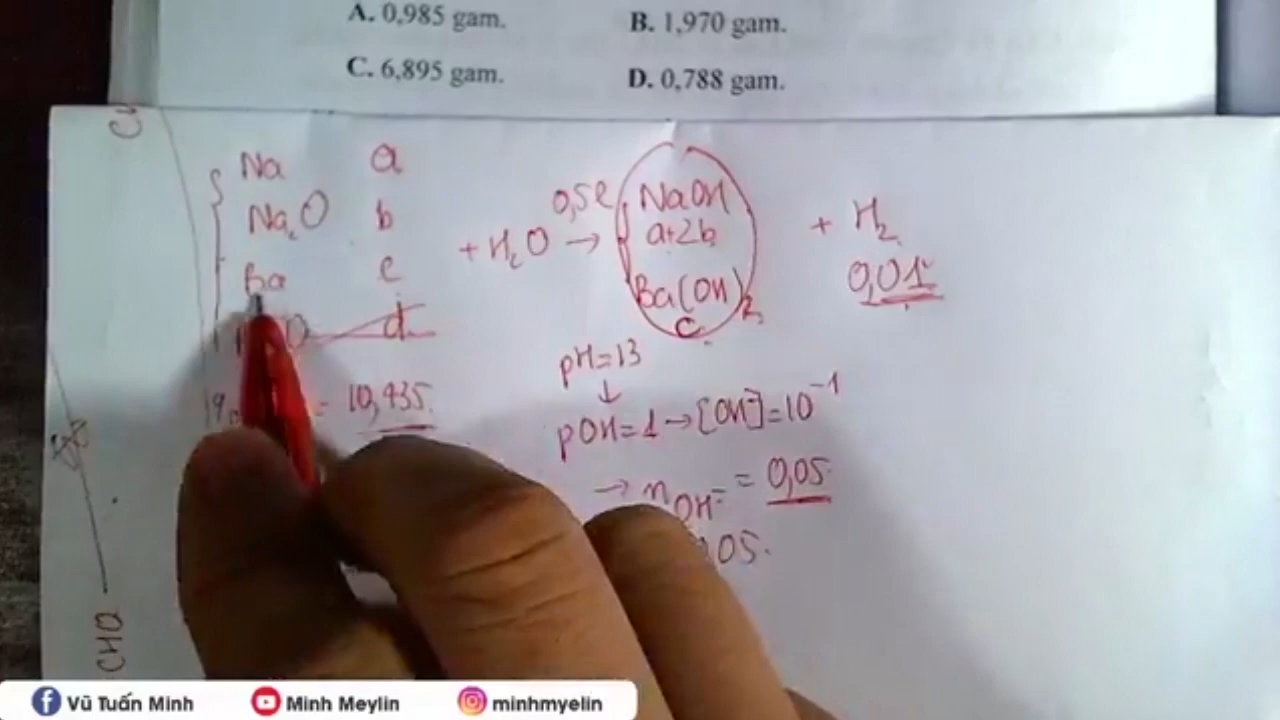 A. 0,985 gam.
B. 1,970 gam.
C. 6,895 gam.
D. 0,788 gam.
Na a
Na₂O b
Ba c
O d
+ H₂O → 0,5l
NaOH
a+2b
Ba(OH)₂
c
+ H₂
0,01
= 10,435
pH=13
↓
pOH=1→[OH⁻]=10⁻¹
→ nOH⁻ = 0,05
05.
CHO
Vũ Tuấn Minh
Minh Meylin
minhmyelin